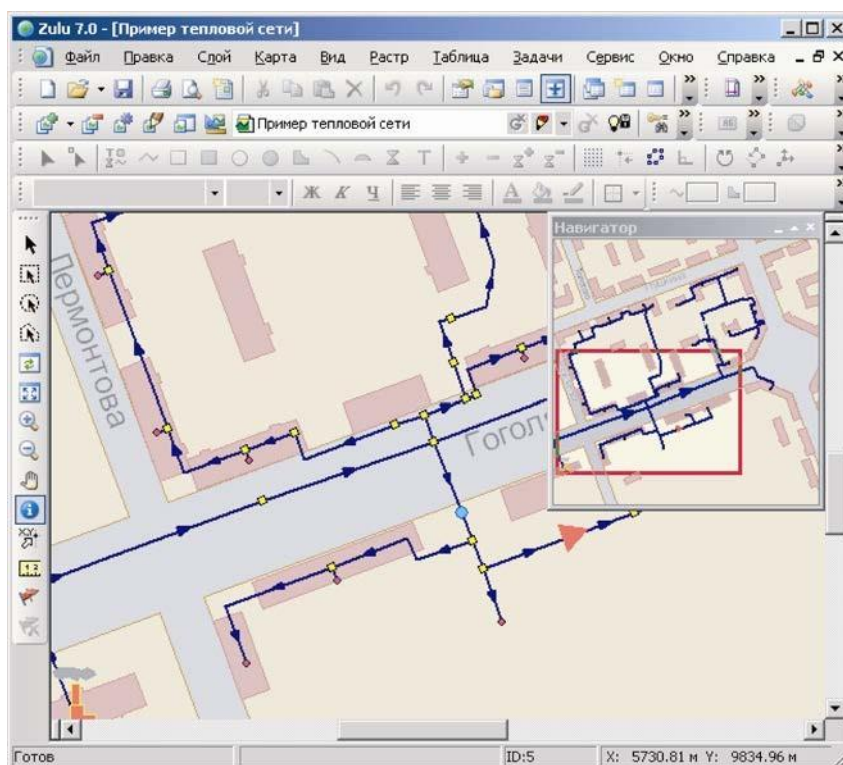 Zulu 7.0 - [Пример тепловой сети]
Файл Правка Слой Карта Вид Растр Таблица Задачи Сервис Окно Справка
Пример тепловой сети
Ж К Ч
Навигатор
Лермонтова
Гоголя
Готов ID:5 X: 5730.81 м Y: 9834.96 м